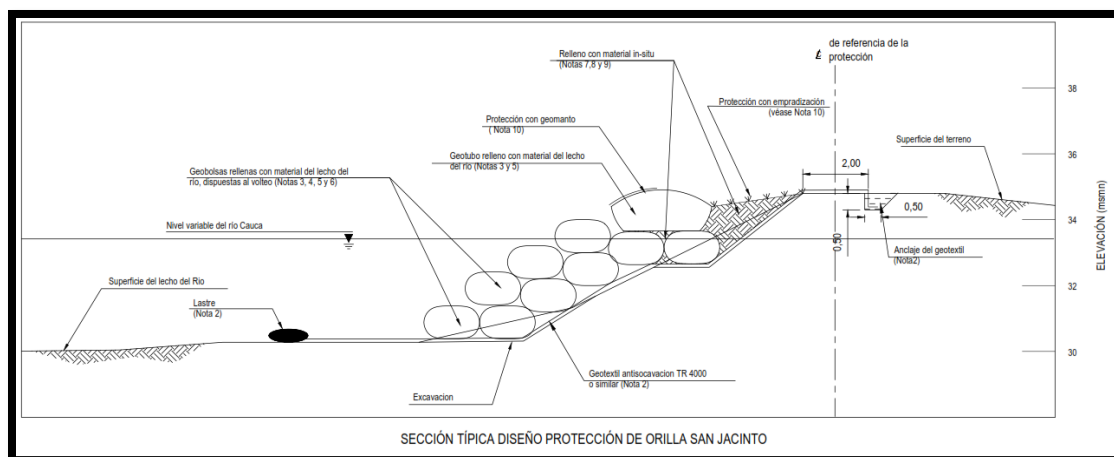 de referencia de la
protección
Relleno con material in-situ
(Notas 7,8 y 9)
38
Protección con empradización
(véase Nota 10)
Protección con geomanto
( Nota 10)
Superficie del terreno
36
Geotubo relleno con material del lecho
del río (Notas 3 y 5)
2,00
Geobolsas rellenas con material del lecho del
río, dispuestas al volteo (Notas 3, 4, 5 y 6)
0,50
34
Nivel variable del río Cauca
0,50
Anclaje del geotextil
(Nota2)
ELEVACIÓN (msnm)
Superficie del lecho del Rio
32
Lastre
(Nota 2)
30
Geotextil antisocavacion TR 4000
o similar (Nota 2)
Excavacion
SECCIÓN TÍPICA DISEÑO PROTECCIÓN DE ORILLA SAN JACINTO